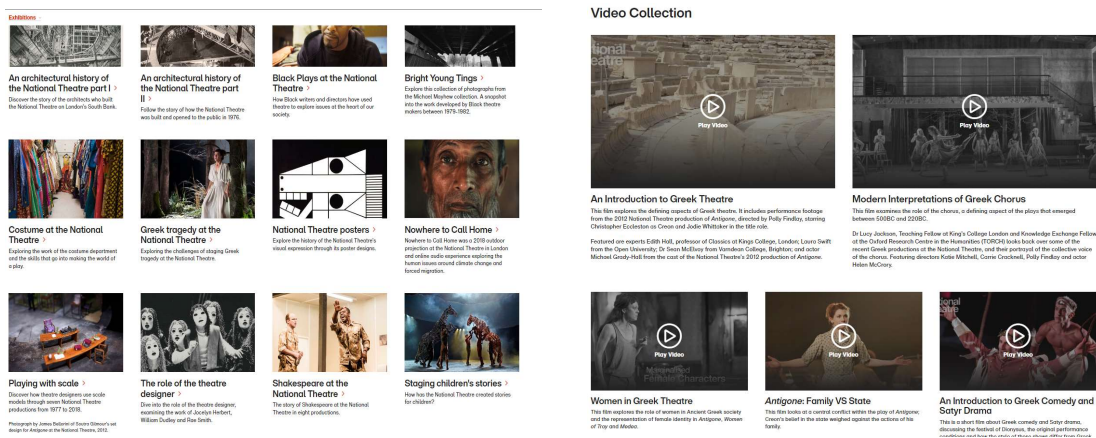 Exhibitions
An architectural history of
the National Theatre part I >
Discover the story of the architects who built
the National Theatre on London's South Bank.
An architectural history of
the National Theatre part
II >
Follow the story of how the National Theatre
was built and opened to the public in 1976.
Black Plays at the National
Theatre >
How Black writers and directors have used
theatre to explore issues at the heart of our
society.
Bright Young Tings >
Explore this collection of photographs from
the Michael Mayhew collection. A snapshot
into the work developed by Black theatre
makers between 1979-1982.
Costume at the National
Theatre >
Exploring the work of the costume department
and the skills that go into making the world of
a play.
Greek tragedy at the
National Theatre >
Exploring the challenges of staging Greek
tragedy at the National Theatre.
National Theatre posters >
Explore the history of the National Theatre's
visual expression through its poster designs.
Nowhere to Call Home >
Nowhere to Call Home was a 2018 outdoor
projection at the National Theatre in London
and online audio experience exploring the
human issues around climate change and
forced migration.
Playing with scale >
Discover how theatre designers use scale
models through seven National Theatre
productions from 1977 to 2018.
Photograph by James Bellorini of Soutra Gilmour's set
design for Antigone at the National Theatre, 2012.
The role of the theatre
designer >
Dive into the role of the theatre designer,
examining the work of Jocelyn Herbert,
William Dudley and Rae Smith.
Shakespeare at the
National Theatre >
The story of Shakespeare at the National
Theatre in eight productions.
Staging children's stories >
How has the National Theatre created stories
for children?
Video Collection
Play Video
An Introduction to Greek Theatre
This film explores the defining aspects of Greek theatre. It includes performance footage
from the 2012 National Theatre production of Antigone, directed by Polly Findlay, starring
Christopher Eccleston as Creon and Jodie Whittaker in the title role.
Featured are experts Edith Hall, professor of Classics at Kings College, London; Laura Swift
from the Open University; Dr Sean McEvoy from Varndean College, Brighton; and actor
Michael Grady-Hall from the cast of the National Theatre's 2012 production of Antigone.
Play Video
Modern Interpretations of Greek Chorus
This film examines the role of the chorus, a defining aspect of the plays that emerged
between 500BC and 220BC.
Dr Lucy Jackson, Teaching Fellow at King's College London and Knowledge Exchange Fellow
at the Oxford Research Centre in the Humanities (TORCH) looks back over some of the
recent Greek productions at the National Theatre, and their portrayal of the collective voice
of the chorus. Featuring directors Katie Mitchell, Carrie Cracknell, Polly Findlay and actor
Helen McCrory.
Play Video
Female Characters
Women in Greek Theatre
This film explores the role of women in Ancient Greek society
and the representation of female identity in Antigone, Women
of Troy and Medea.
Play Video
Antigone: Family VS State
This film looks at a central conflict within the play of Antigone;
Creon's belief in the state weighed against the actions of his
family.
Play Video
An Introduction to Greek Comedy and
Satyr Drama
This is a short film about Greek comedy and Satyr drama,
discussing the festival of Dionysus, the original performance